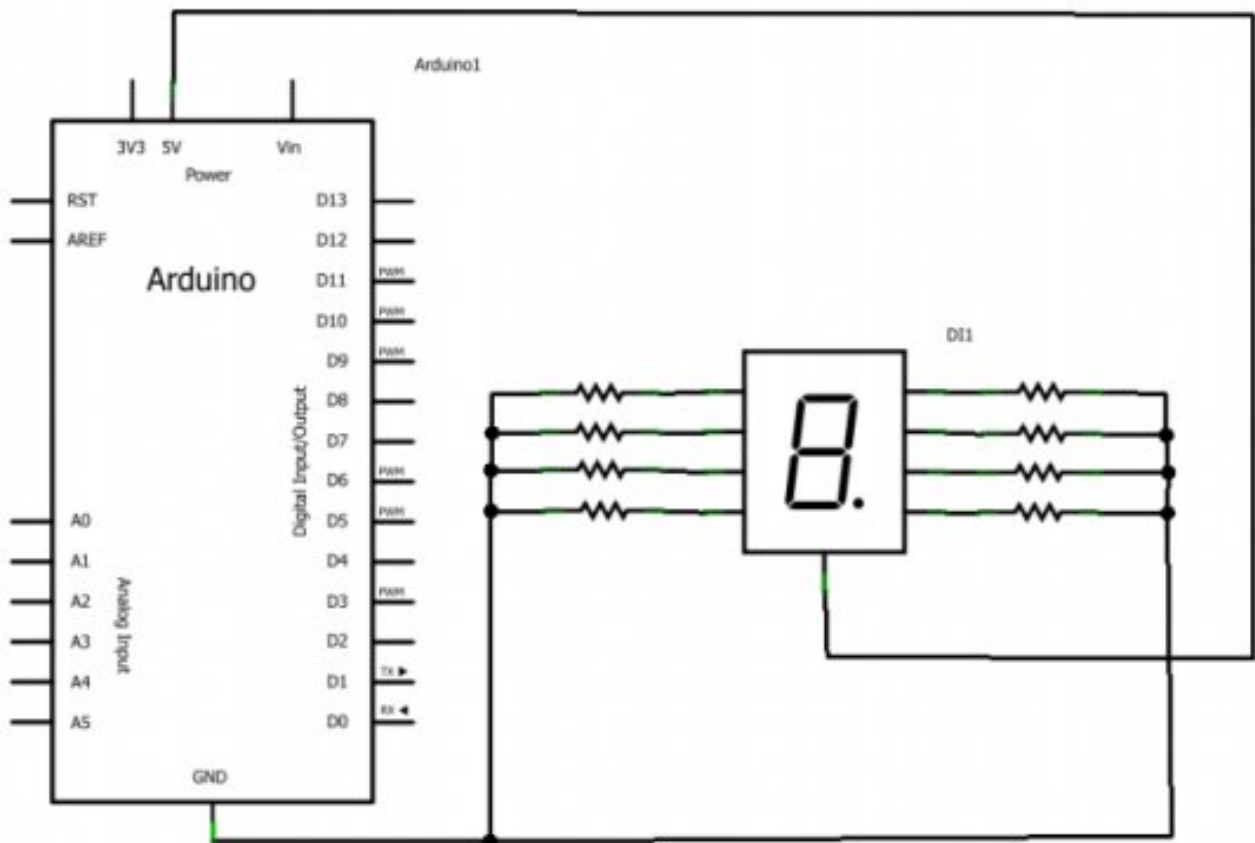 Arduino1
3V3 5V Vin
Power
RST D13
AREF D12
Arduino
D11 PWM
D10 PWM
D9 PWM
D8
D7
D6 PWM
A0 D5 PWM
A1 D4
A2 D3 PWM
A3 D2
A4 D1 TX
A5 D0 RX
Digital Input/Output
Analog Input
GND
DI1